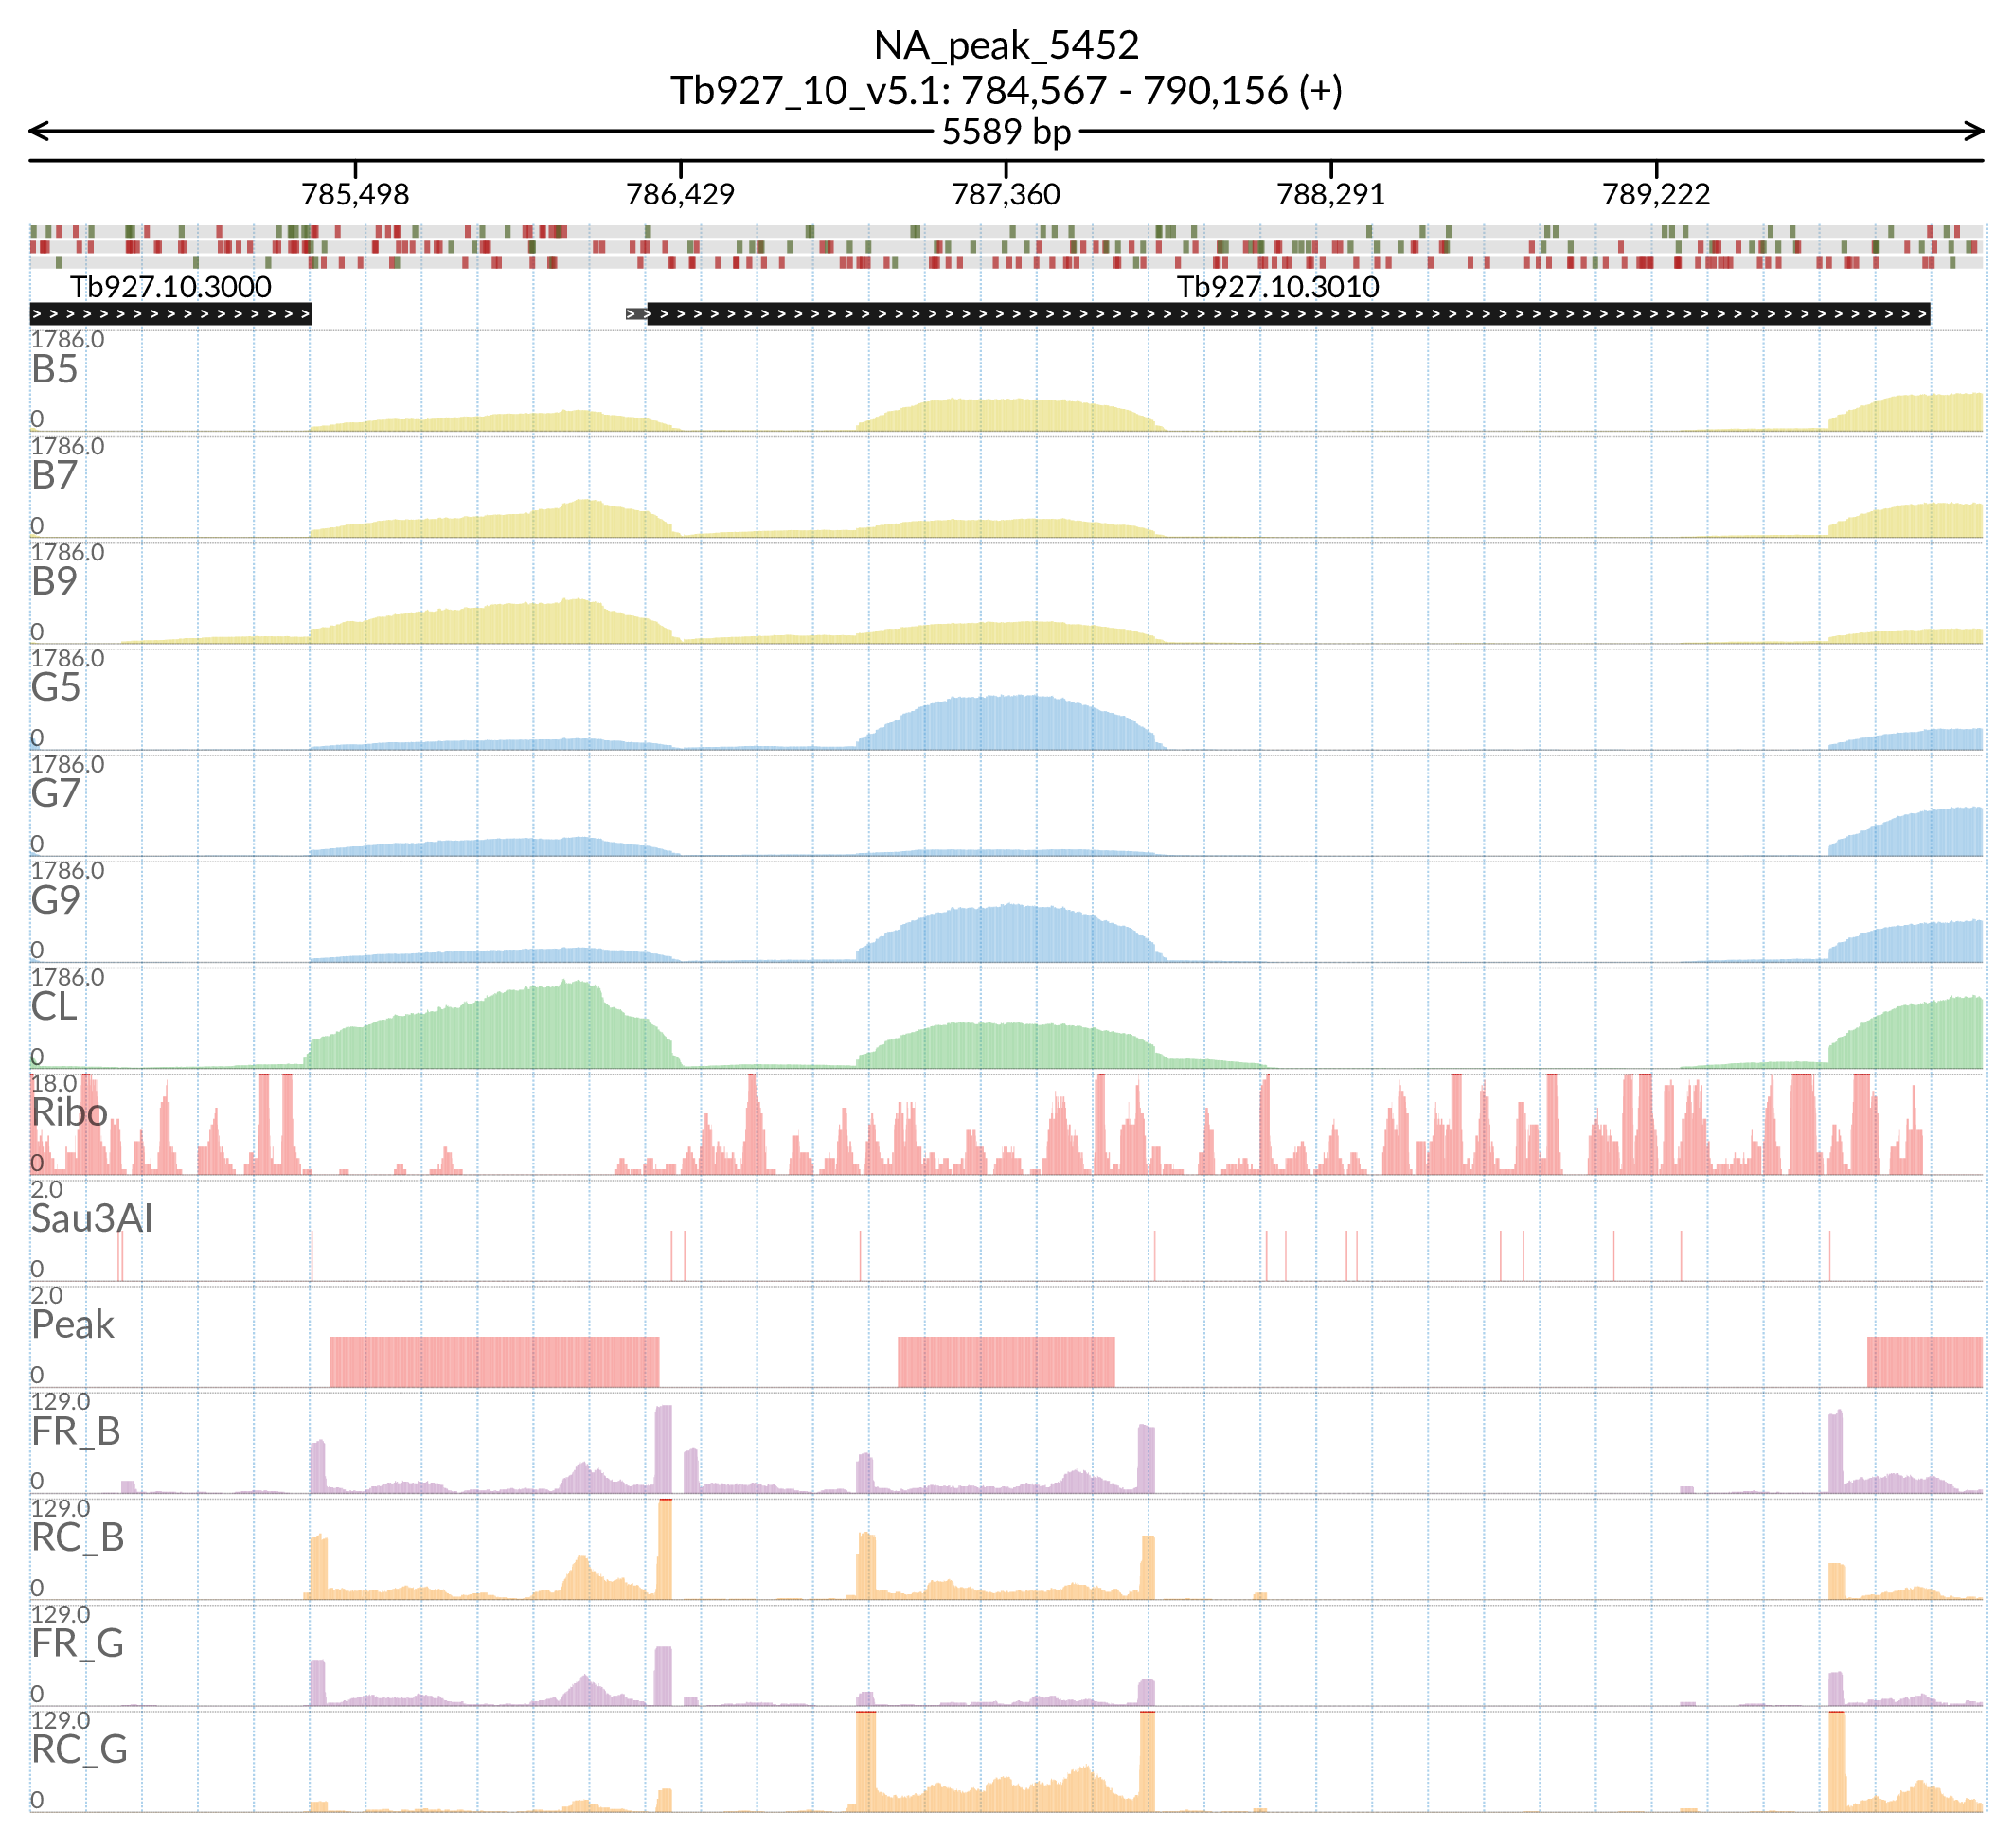 NA_peak_5452
Tb927_10_v5.1: 784,567 - 790,156 (+)
5589 bp
785,498 786,429 787,360 788,291 789,222
Tb927.10.3000 Tb927.10.3010
1786.0
B5
0
1786.0
B7
0
1786.0
B9
0
1786.0
G5
0
1786.0
G7
0
1786.0
G9
0
1786.0
CL
0
18.0
Ribo
0
2.0
Sau3AI
0
2.0
Peak
0
129.0
FR_B
0
129.0
RC_B
0
129.0
FR_G
0
129.0
RC_G
0